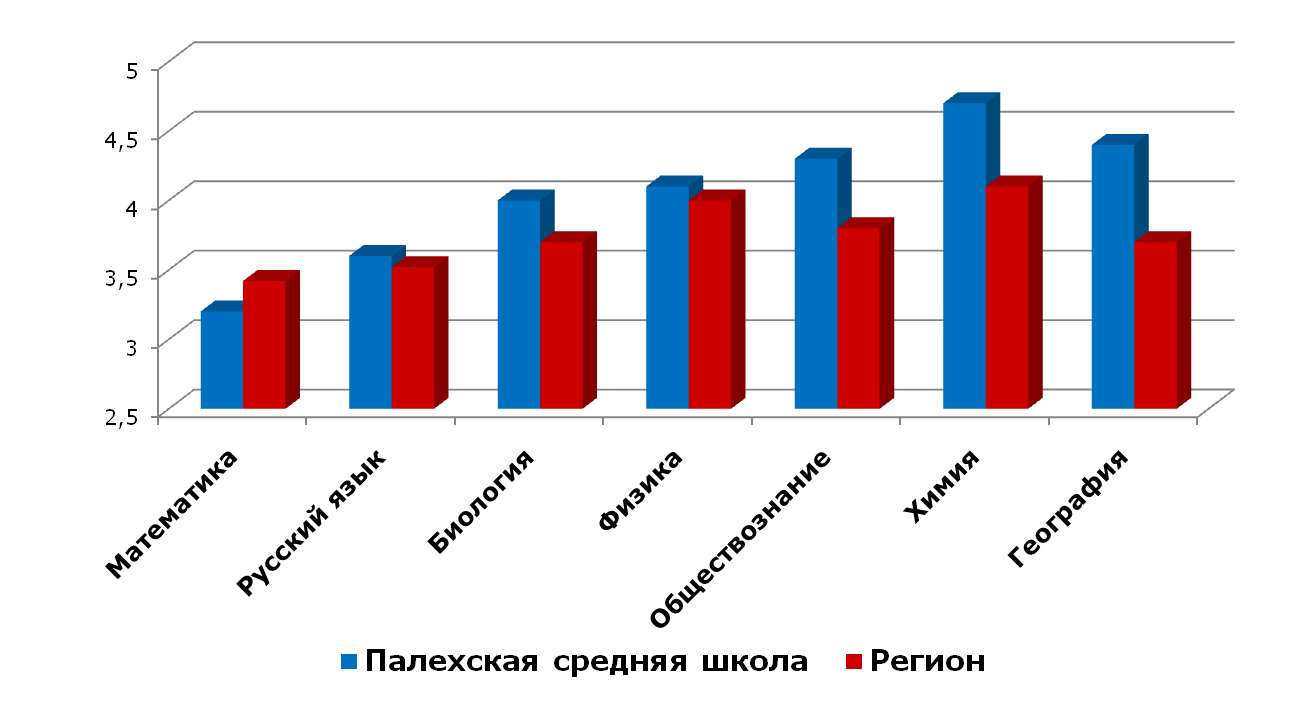 5
4,5
4
3,5
3
2,5
Математика
Русский язык
Биология
Физика
Обществознание
Химия
География
Палехская средняя школа
Регион